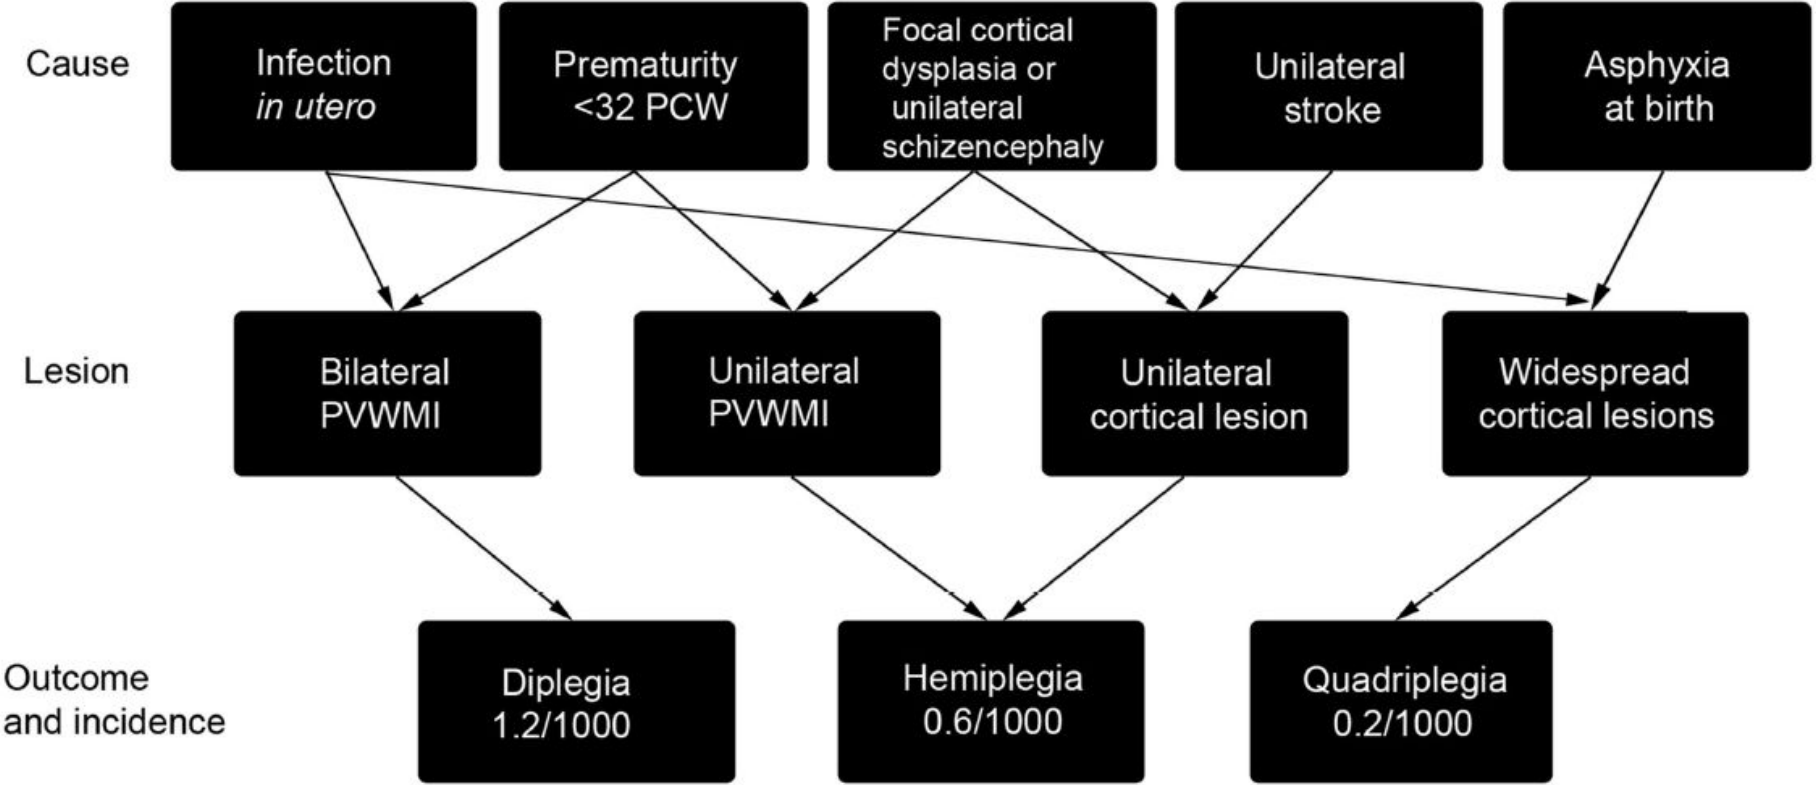 Cause
Infection
in utero
Prematurity
<32 PCW
Focal cortical
dysplasia or
unilateral
schizencephaly
Unilateral
stroke
Asphyxia
at birth
Lesion
Bilateral
PVWMI
Unilateral
PVWMI
Unilateral
cortical lesion
Widespread
cortical lesions
Outcome
and incidence
Diplegia
1.2/1000
Hemiplegia
0.6/1000
Quadriplegia
0.2/1000